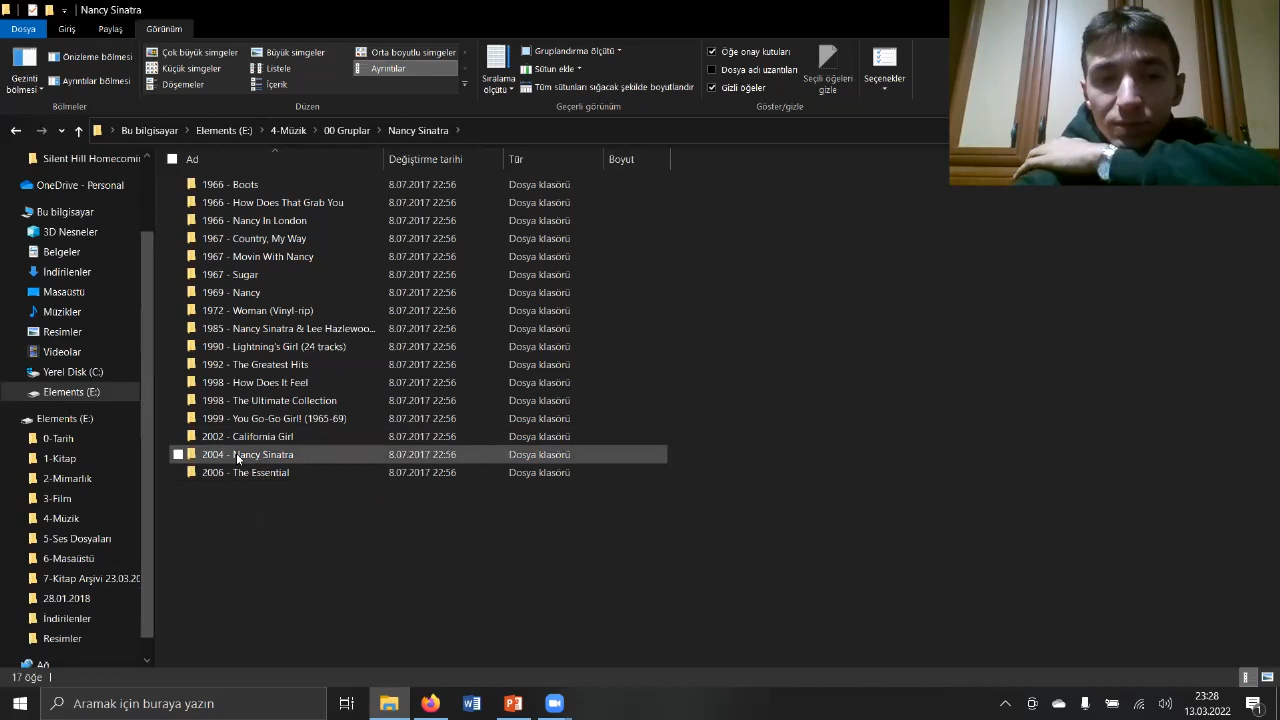 Nancy Sinatra
Dosya Giriş Paylaş Görünüm
Gezinti bölmesi
Önizleme bölmesi
Ayrıntılar bölmesi
Bölmeler
Çok büyük simgeler Büyük simgeler Orta boyutlu simgeler
Küçük simgeler Listele Ayrıntılar
Döşemeler İçerik
Düzen
Sıralama ölçütü
Gruplandırma ölçütü
Sütun ekle
Tüm sütunları sığacak şekilde boyutlandır
Geçerli görünüm
Öğe onay kutuları
Dosya adı uzantıları
Gizli öğeler
Seçili öğeleri gizle
Göster/gizle
Seçenekler
Bu bilgisayar Elements (E:) 4-Müzik 00 Gruplar Nancy Sinatra
Silent Hill Homecomin
OneDrive - Personal
Bu bilgisayar
3D Nesneler
Belgeler
İndirilenler
Masaüstü
Müzikler
Resimler
Videolar
Yerel Disk (C:)
Elements (E:)
Elements (E:)
0-Tarih
1-Kitap
2-Mimarlık
3-Film
4-Müzik
5-Ses Dosyaları
6-Masaüstü
7-Kitap Arşivi 23.03.20
28.01.2018
İndirilenler
Resimler
Ağ
Ad Değiştirme tarihi Tür Boyut
1966 - Boots 8.07.2017 22:56 Dosya klasörü
1966 - How Does That Grab You 8.07.2017 22:56 Dosya klasörü
1966 - Nancy In London 8.07.2017 22:56 Dosya klasörü
1967 - Country, My Way 8.07.2017 22:56 Dosya klasörü
1967 - Movin With Nancy 8.07.2017 22:56 Dosya klasörü
1967 - Sugar 8.07.2017 22:56 Dosya klasörü
1969 - Nancy 8.07.2017 22:56 Dosya klasörü
1972 - Woman (Vinyl-rip) 8.07.2017 22:56 Dosya klasörü
1985 - Nancy Sinatra & Lee Hazlewoo... 8.07.2017 22:56 Dosya klasörü
1990 - Lightning's Girl (24 tracks) 8.07.2017 22:56 Dosya klasörü
1992 - The Greatest Hits 8.07.2017 22:56 Dosya klasörü
1998 - How Does It Feel 8.07.2017 22:56 Dosya klasörü
1998 - The Ultimate Collection 8.07.2017 22:56 Dosya klasörü
1999 - You Go-Go Girl! (1965-69) 8.07.2017 22:56 Dosya klasörü
2002 - California Girl 8.07.2017 22:56 Dosya klasörü
2004 - Nancy Sinatra 8.07.2017 22:56 Dosya klasörü
2006 - The Essential 8.07.2017 22:56 Dosya klasörü
17 öğe
Aramak için buraya yazın
23:28
13.03.2022